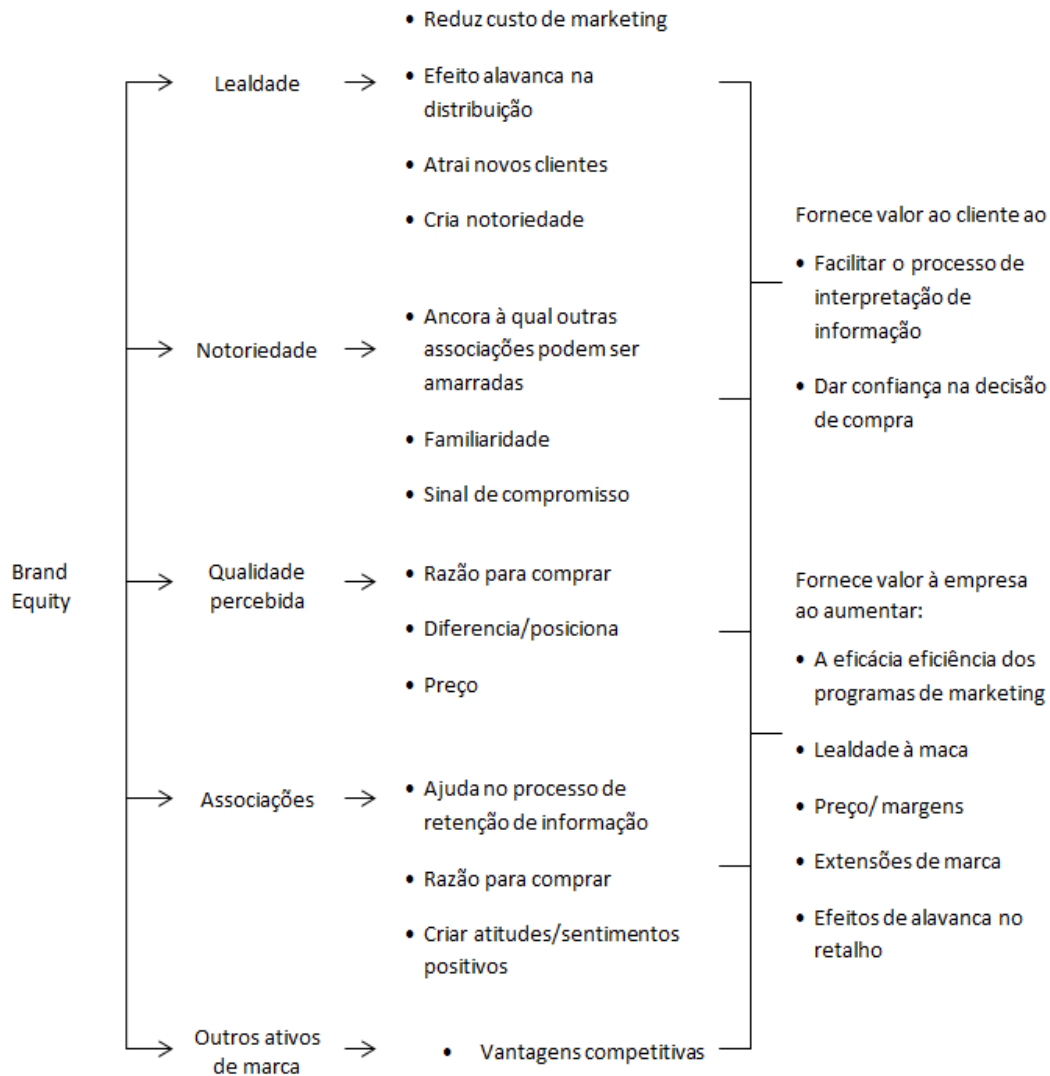 Brand
Equity
Lealdade
• Reduz custo de marketing
• Efeito alavanca na
distribuição
• Atrai novos clientes
• Cria notoriedade
Notoriedade
• Ancora à qual outras
associações podem ser
amarradas
• Familiaridade
• Sinal de compromisso
Qualidade
percebida
• Razão para comprar
• Diferencia/posiciona
• Preço
Associações
• Ajuda no processo de
retenção de informação
• Razão para comprar
• Criar atitudes/sentimentos
positivos
Outros ativos
de marca
• Vantagens competitivas
Fornece valor ao cliente ao
• Facilitar o processo de
interpretação de
informação
• Dar confiança na decisão
de compra
Fornece valor à empresa
ao aumentar:
• A eficácia eficiência dos
programas de marketing
• Lealdade à maca
• Preço/ margens
• Extensões de marca
• Efeitos de alavanca no
retalho